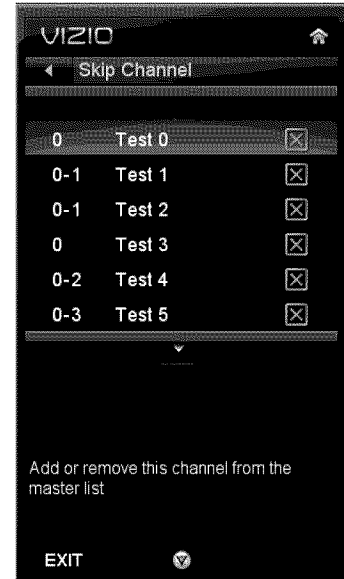 VIZIO
Skip Channel
0 Test 0
0-1 Test 1
0-1 Test 2
0 Test 3
0-2 Test 4
0-3 Test 5
Add or remove this channel from the
master list
EXIT